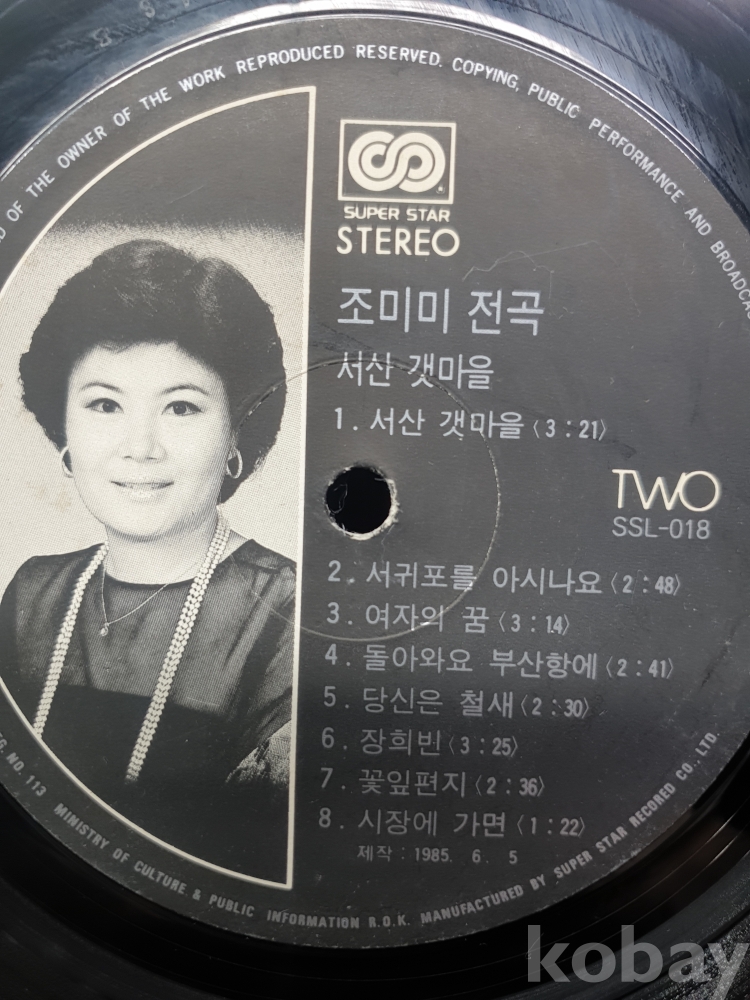 OF THE OWNER OF THE WORK REPRODUCED RESERVED. COPYING, PUBLIC PERFORMANCE AND
SUPER STAR
STEREO
조미미 전곡
서산 갯마을
1. 서산 갯마을 〈3:21〉
TWO
SSL-018
2. 서귀포를 아시나요 〈2:48〉
3. 여자의 꿈 〈3:14〉
4. 돌아와요 부산항에 〈2:41〉
5. 당신은 철새 〈2:30〉
6. 장희빈 〈3:25〉
7. 꽃잎편지 〈2:36〉
8. 시장에 가면 〈1:22〉
제작 : 1985. 6. 5
NO. 113 MINISTRY OF CULTURE & PUBLIC INFORMATION R.O.K. MANUFACTURED BY SUPER STAR RECORED CO., LTD.
kobay